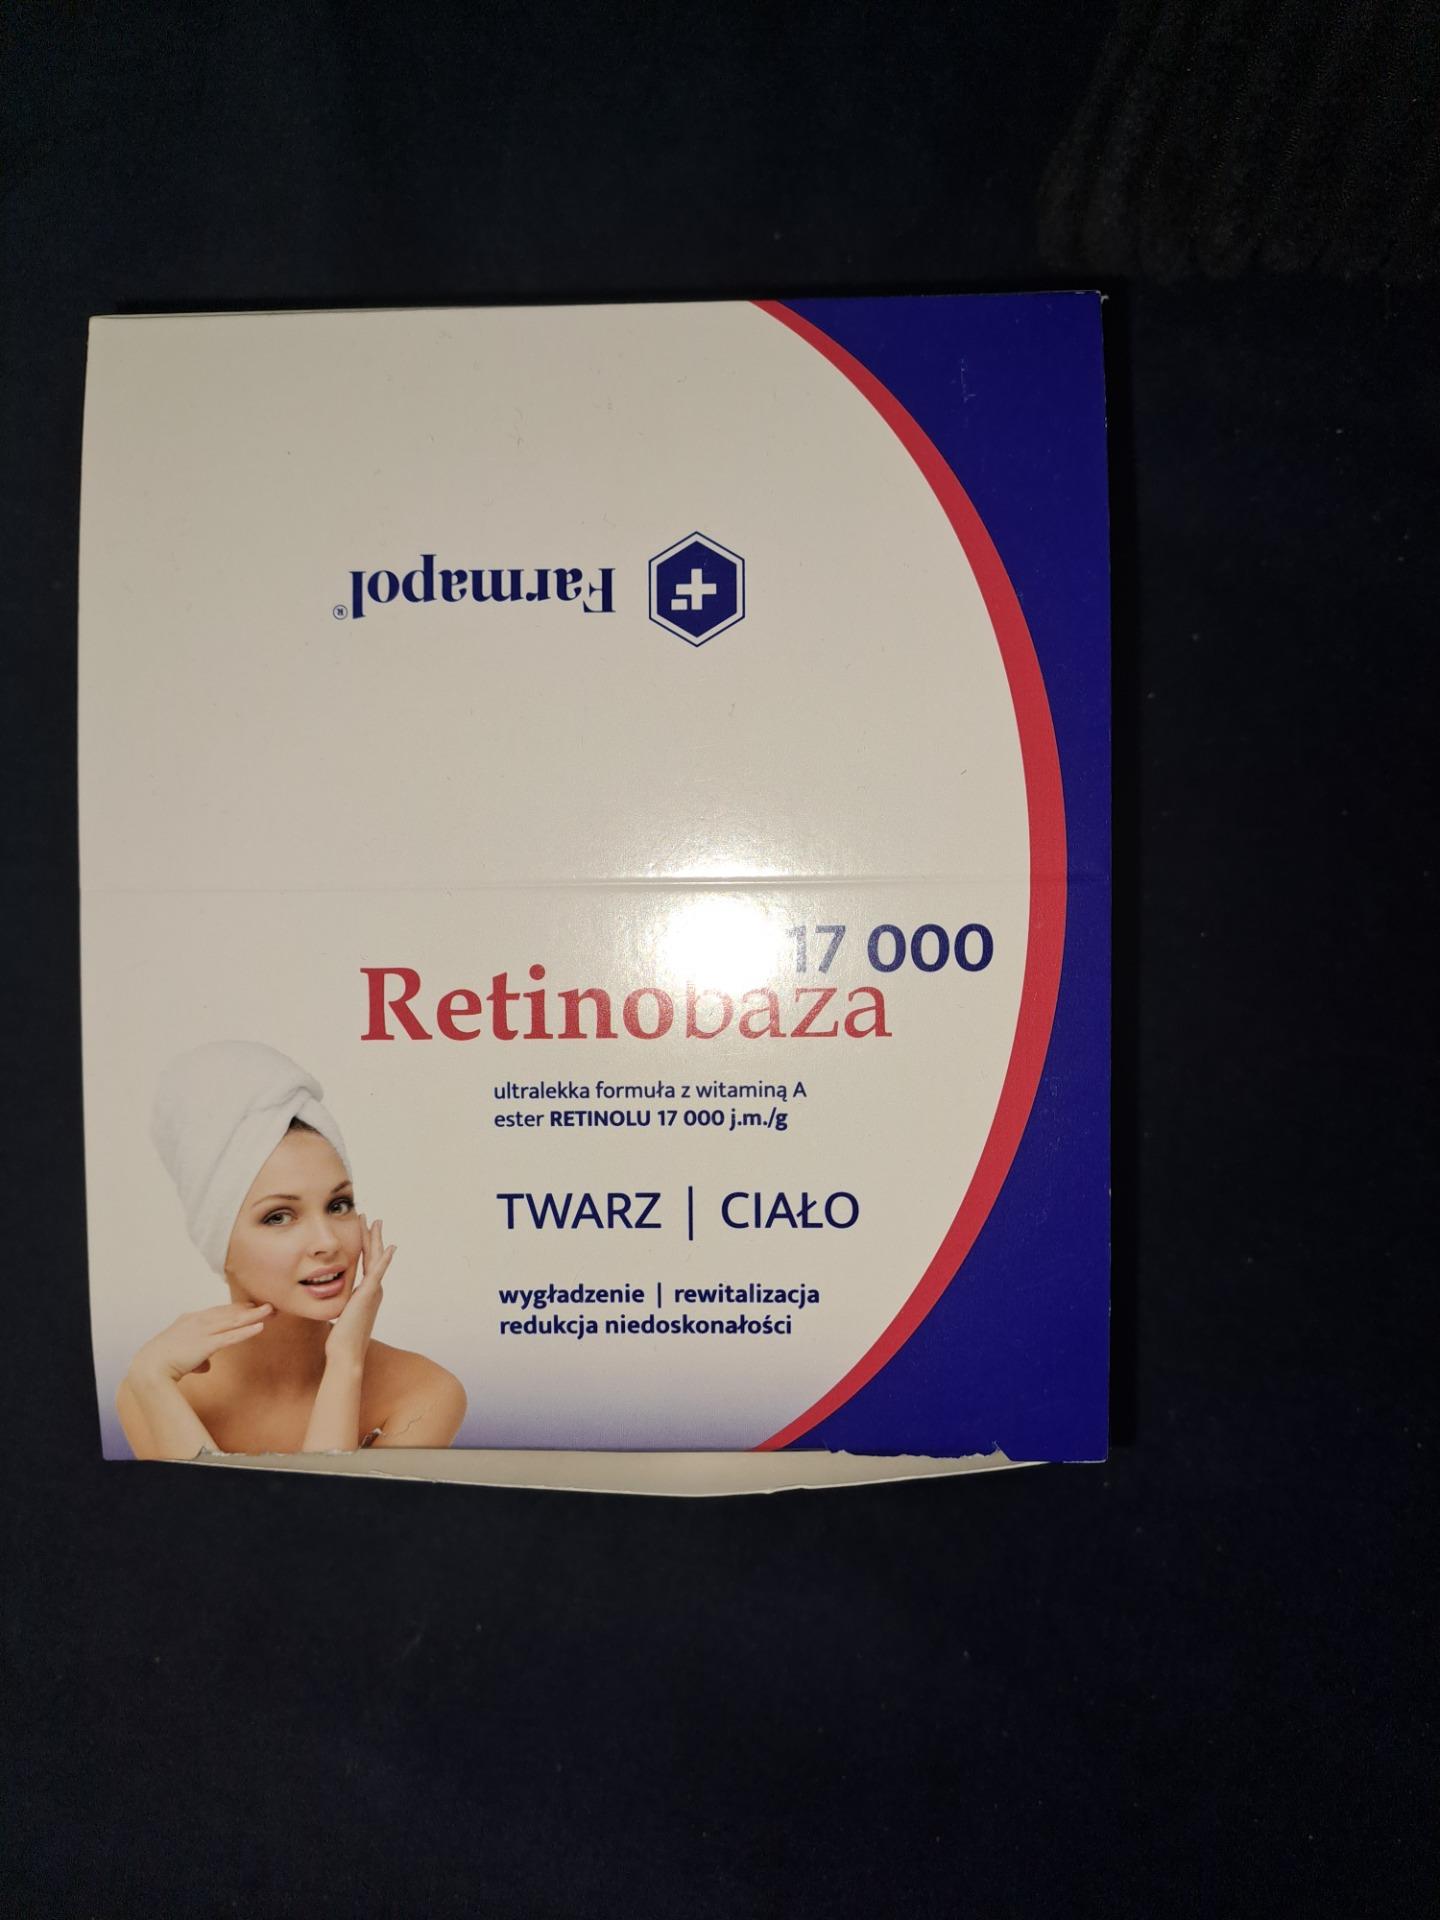 Farmapol®
17 000
Retinobaza
ultralekka formuła z witaminą A
ester RETINOLU 17 000 j.m./g
TWARZ | CIAŁO
wygładzenie | rewitalizacja
redukcja niedoskonałości